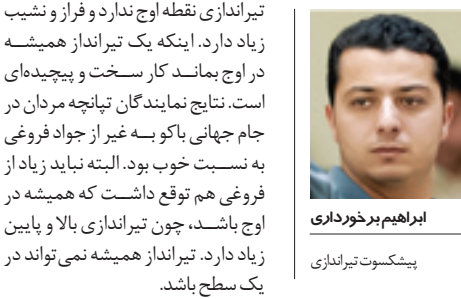 ابراهیم برخورداری
پیشکسوت تیراندازی
تیراندازی نقطه اوج ندارد و فراز و نشیب
زیاد دارد. اینکه یک تیرانداز همیشه
در اوج بماند کار سخت و پیچیده‌ای
است. نتایج نمایندگان تپانچه مردان در
جام جهانی باکو به غیر از جواد فروغی
به نسبت خوب بود. البته نباید زیاد از
فروغی هم توقع داشت که همیشه در
اوج باشد، چون تیراندازی بالا و پایین
زیاد دارد. تیرانداز همیشه نمی‌تواند در
یک سطح باشد.